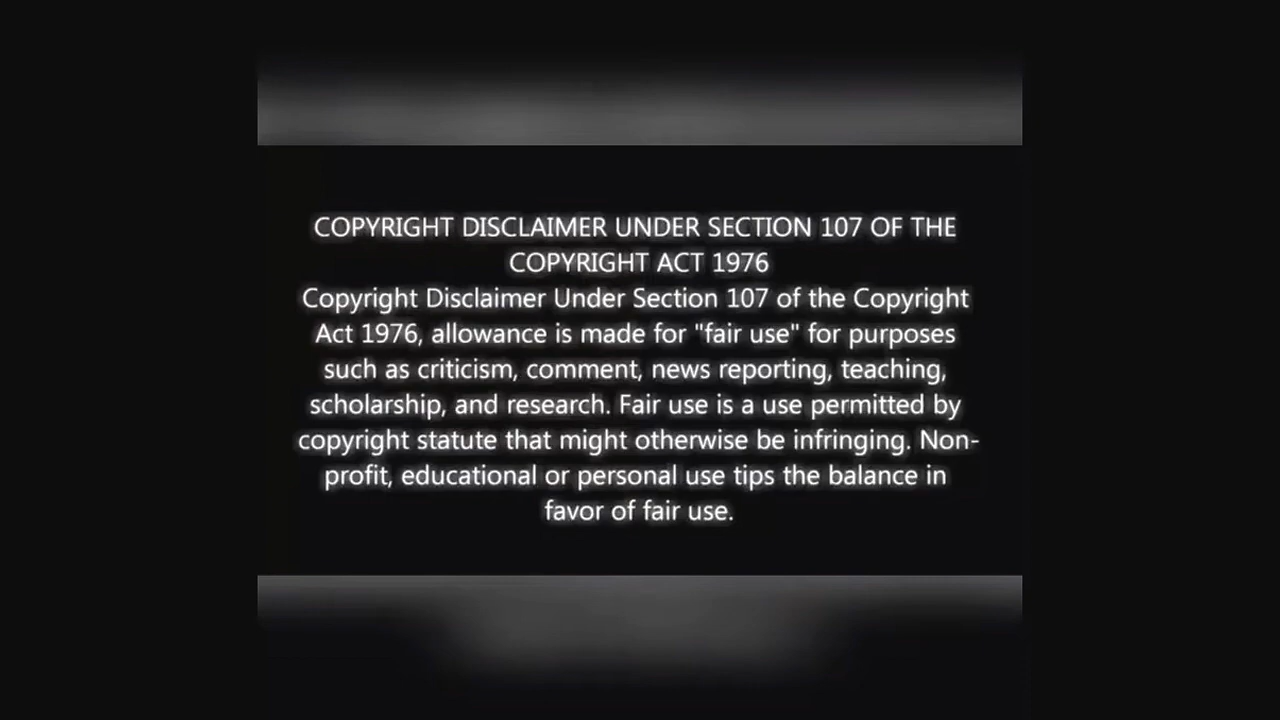 COPYRIGHT DISCLAIMER UNDER SECTION 107 OF THE
COPYRIGHT ACT 1976
Copyright Disclaimer Under Section 107 of the Copyright
Act 1976, allowance is made for "fair use" for purposes
such as criticism, comment, news reporting, teaching,
scholarship, and research. Fair use is a use permitted by
copyright statute that might otherwise be infringing. Non-
profit, educational or personal use tips the balance in
favor of fair use.